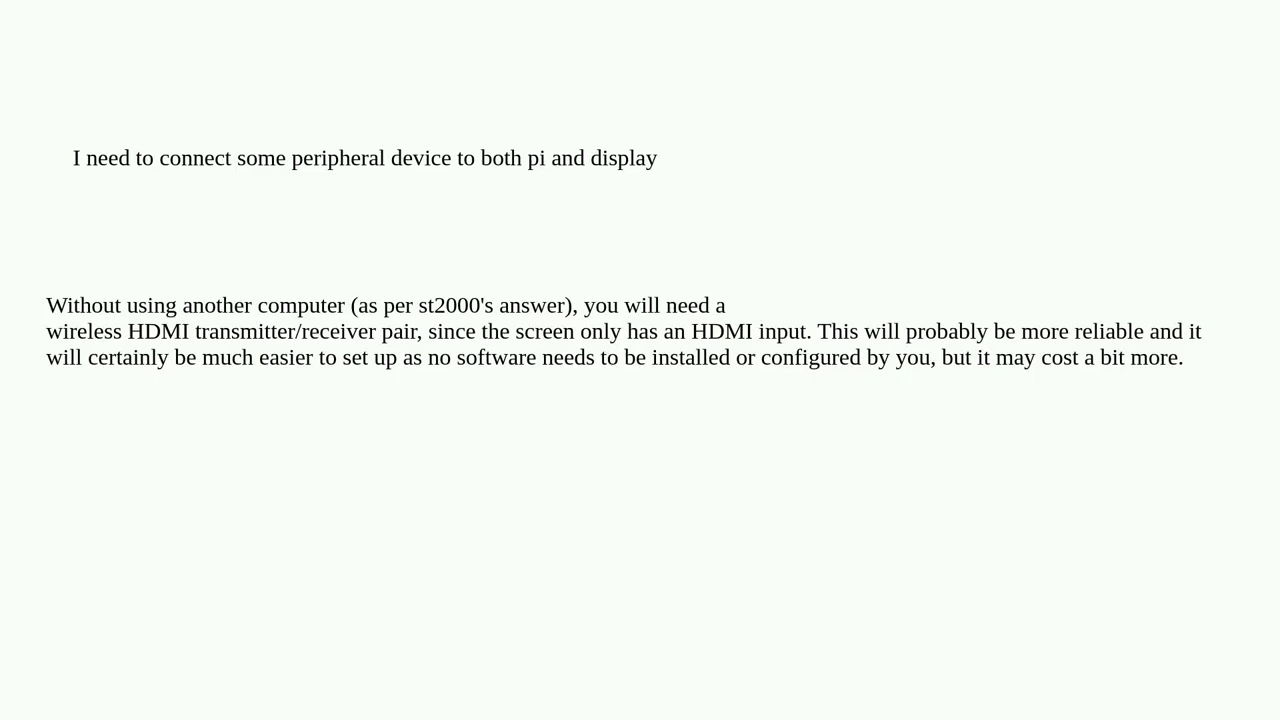 I need to connect some peripheral device to both pi and display
Without using another computer (as per st2000's answer), you will need a
wireless HDMI transmitter/receiver pair, since the screen only has an HDMI input. This will probably be more reliable and it
will certainly be much easier to set up as no software needs to be installed or configured by you, but it may cost a bit more.